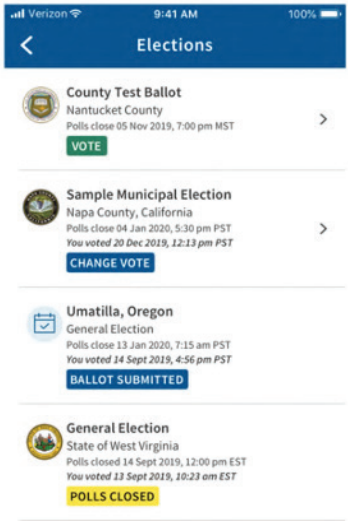 Verizon 9:41 AM 100%
Elections
County Test Ballot
Nantucket County
Polls close 05 Nov 2019, 7:00 pm MST
VOTE
Sample Municipal Election
Napa County, California
Polls close 04 Jan 2020, 5:30 pm PST
You voted 20 Dec 2019, 12:13 pm PST
CHANGE VOTE
Umatilla, Oregon
General Election
Polls close 13 Jan 2020, 7:15 am PST
You voted 14 Sept 2019, 4:56 pm PST
BALLOT SUBMITTED
General Election
State of West Virginia
Polls closed 14 Sept 2019, 12:00 pm EST
You voted 13 Sept 2019, 10:23 am EST
POLLS CLOSED